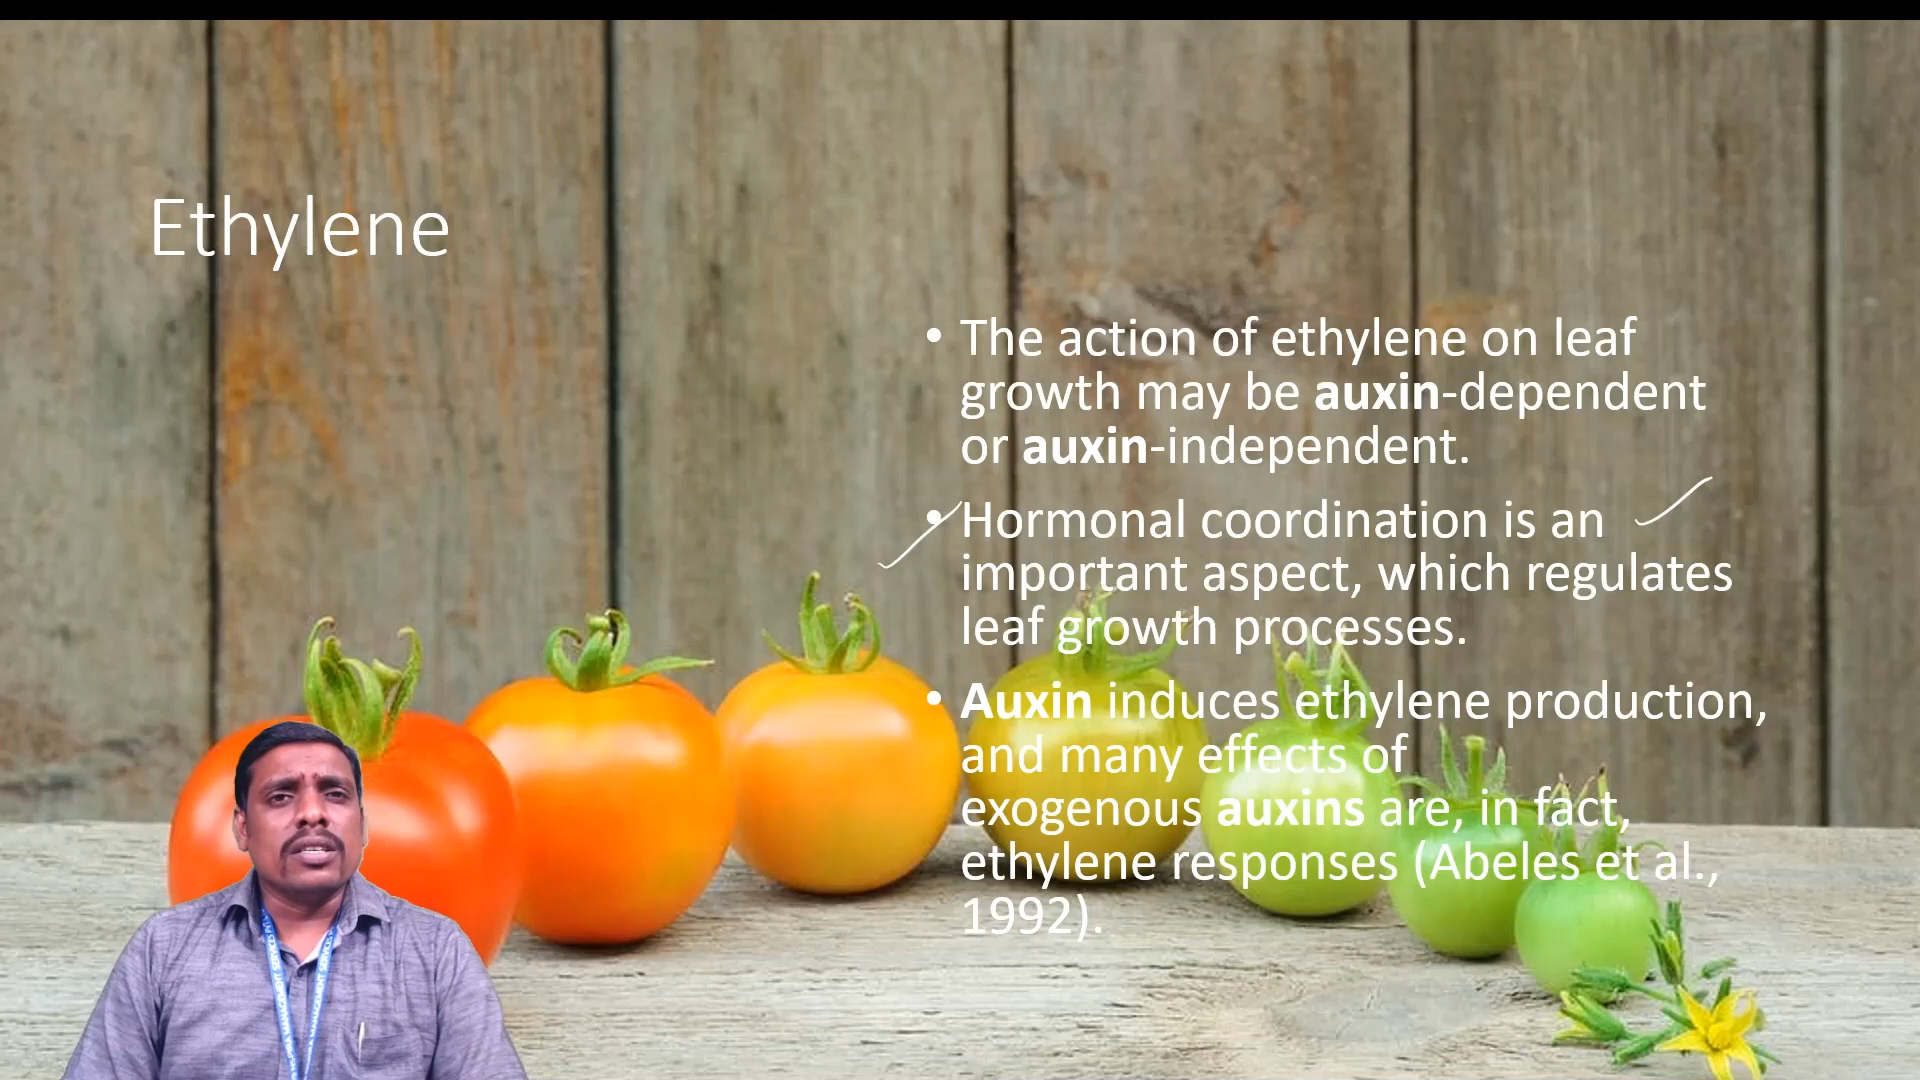 Ethylene
• The action of ethylene on leaf
growth may be auxin-dependent
or auxin-independent.
• Hormonal coordination is an
important aspect, which regulates
leaf growth processes.
• Auxin induces ethylene production,
and many effects of
exogenous auxins are, in fact,
ethylene responses (Abeles et al.,
1992).
MANAGEMENT SERVICES